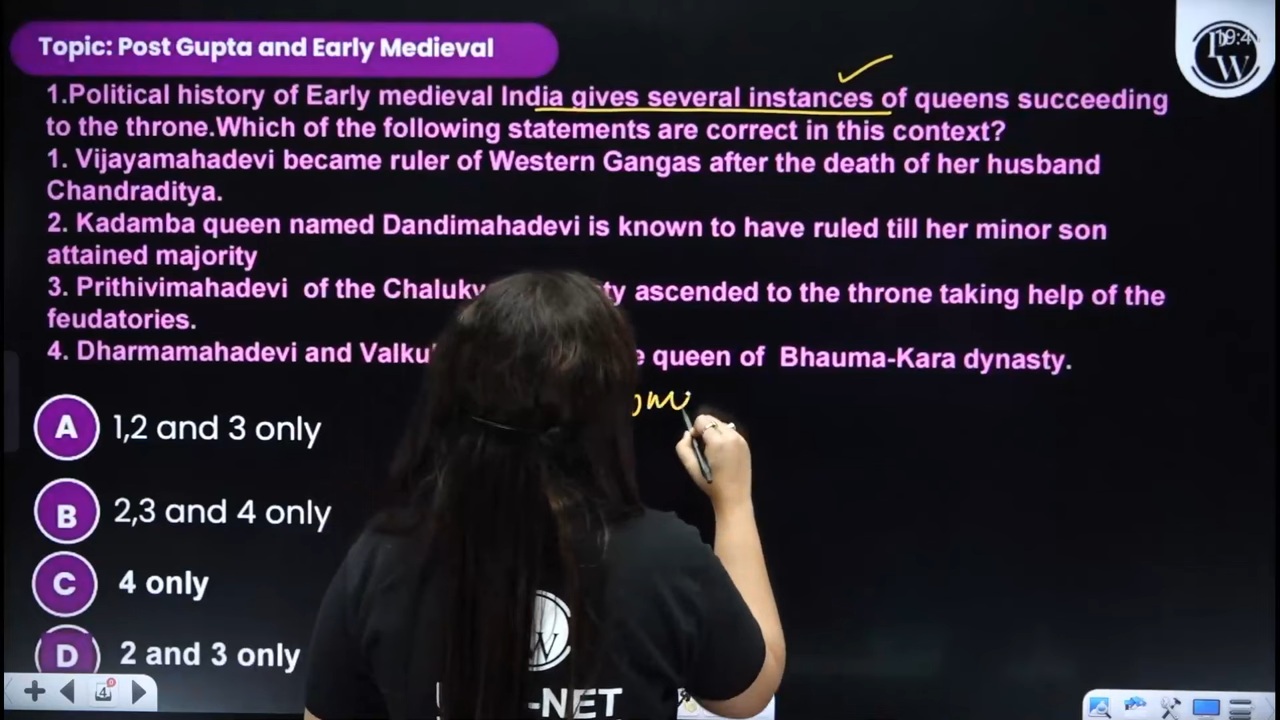 Topic: Post Gupta and Early Medieval
1.Political history of Early medieval India gives several instances of queens succeeding
to the throne.Which of the following statements are correct in this context?
1. Vijayamahadevi became ruler of Western Gangas after the death of her husband
Chandraditya.
2. Kadamba queen named Dandimahadevi is known to have ruled till her minor son
attained majority
3. Prithivimahadevi of the ascended to the throne taking help of the
feudatories.
4. Dharmamahadevi and queen of Bhauma-Kara dynasty.
A 1,2 and 3 only
B 2,3 and 4 only
C 4 only
D 2 and 3 only
W
-NET
4